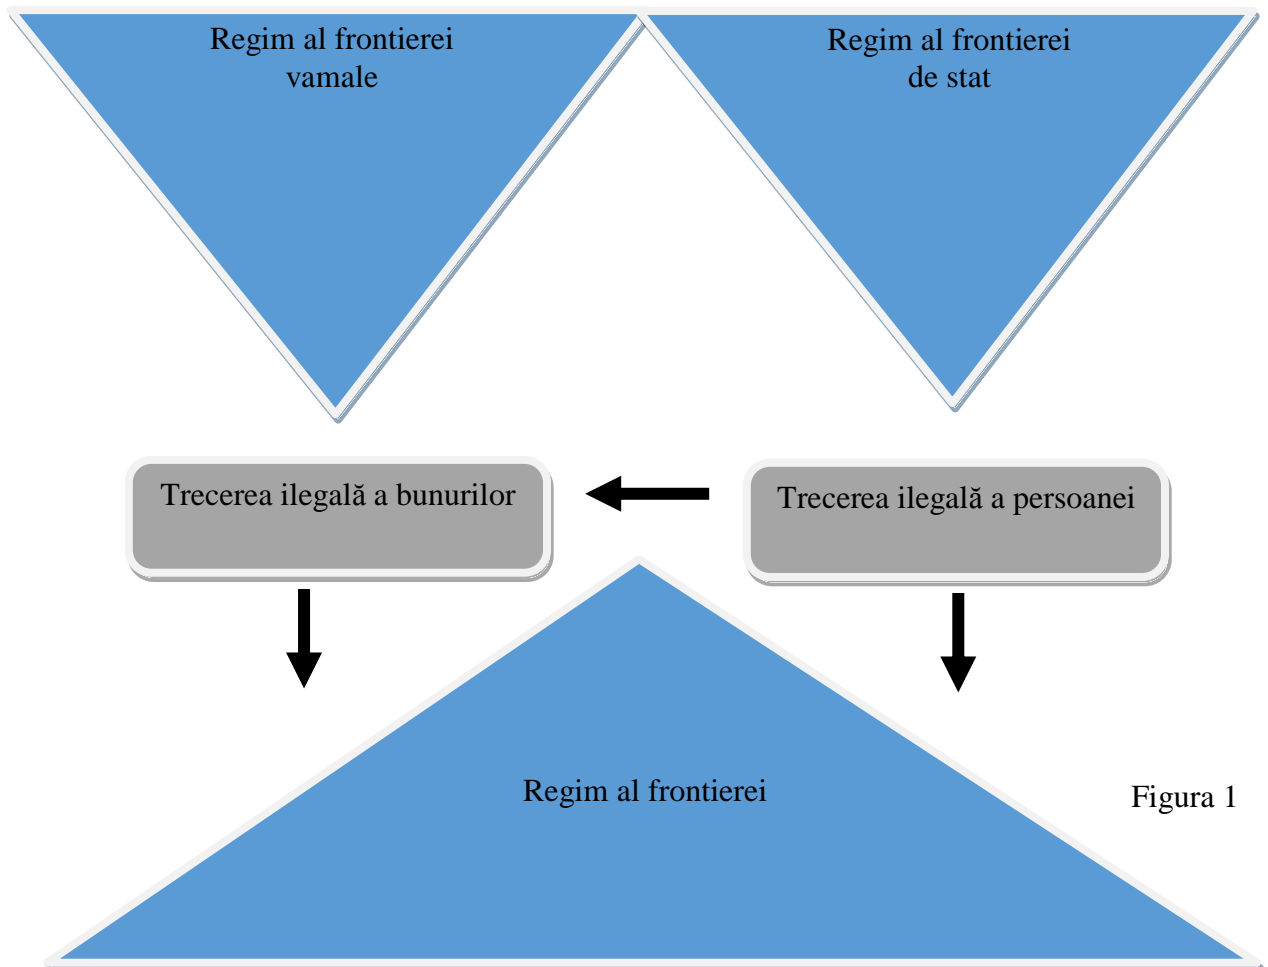 Regim al frontierei
vamale
Regim al frontierei
de stat
Trecerea ilegală a bunurilor
Trecerea ilegală a persoanei
Regim al frontierei
Figura 1